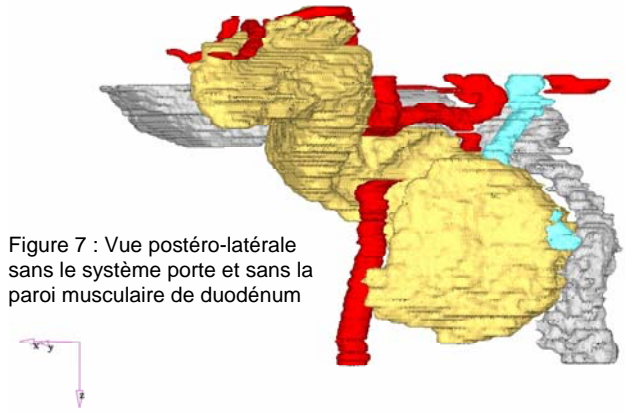 Figure 7 : Vue postéro-latérale
sans le système porte et sans la
paroi musculaire de duodénum
x y
z